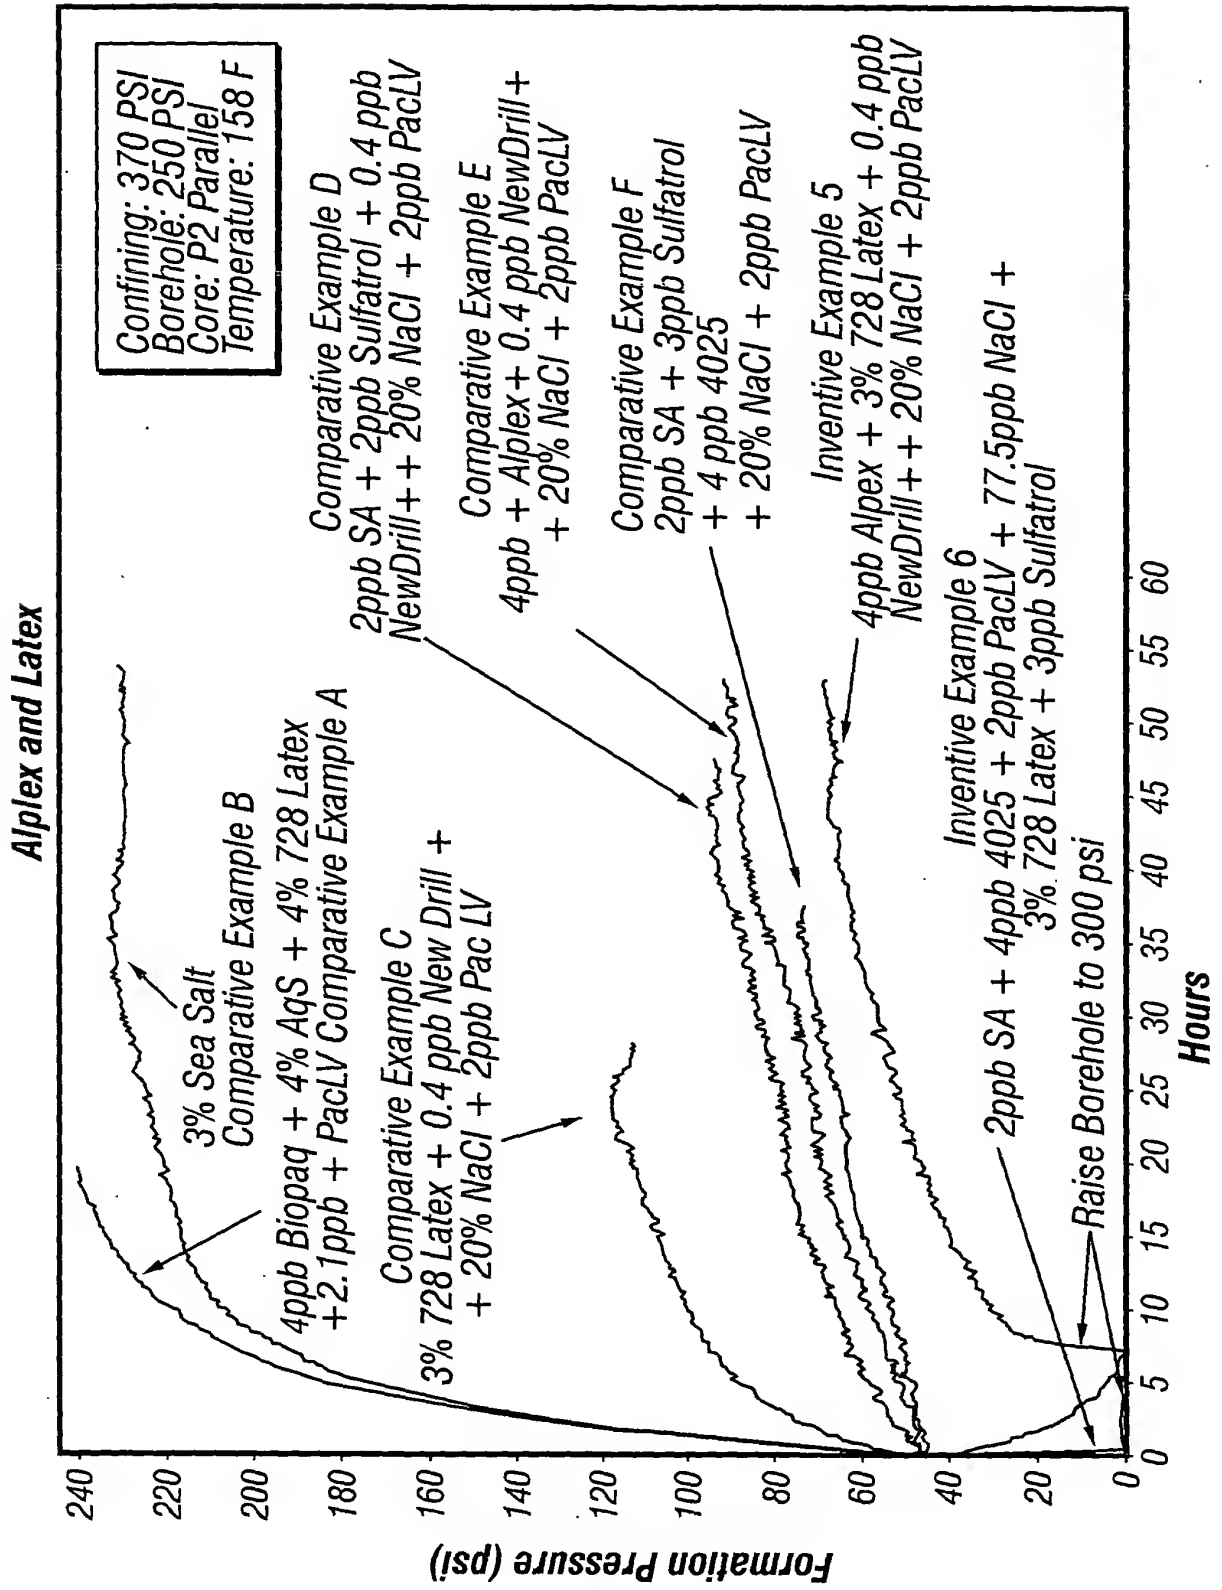 Alplex and Latex
Confining: 370 PSI
Borehole: 250 PSI
Core: P2 Parallel
Temperature: 158 F
Comparative Example D
2ppb SA + 2ppb Sulfatrol + 0.4 ppb
NewDrill++ 20% NaCl + 2ppb PacLV
Comparative Example E
4ppb + Alplex+ 0.4 ppb NewDrill+
+ 20% NaCl + 2ppb PacLV
Comparative Example F
2ppb SA + 3ppb Sulfatrol
+ 4 ppb 4025
+ 20% NaCl + 2ppb PacLV
Inventive Example 5
4ppb Alpex + 3% 728 Latex + 0.4 ppb
NewDrill++ 20% NaCl + 2ppb PacLV
Inventive Example 6
2ppb SA + 4ppb 4025 + 2ppb PacLV + 77.5ppb NaCl +
3% 728 Latex + 3ppb Sulfatrol
Raise Borehole to 300 psi
3% Sea Salt
Comparative Example B
4ppb Biopaq + 4% AqS + 4% 728 Latex
+2.1ppb + PacLV Comparative Example A
Comparative Example C
3% 728 Latex + 0.4 ppb New Drill +
+ 20% NaCl + 2ppb Pac LV
Formation Pressure (psi)
240
220
200
180
160
140
120
100
80
60
40
20
0
0 5 10 15 20 25 30 35 40 45 50 55 60
Hours